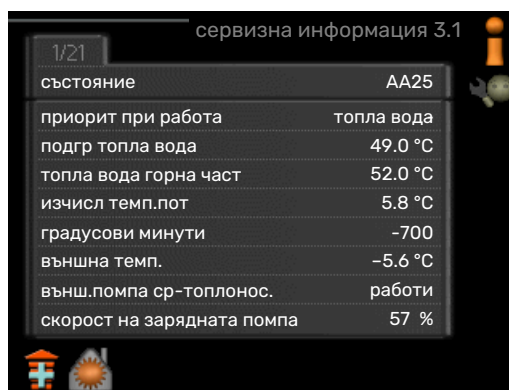 сервизна информация 3.1
1/21
състояние AA25
приорит при работа топла вода
подгр топла вода 49.0 °C
топла вода горна част 52.0 °C
изчисл темп.пот 5.8 °C
градусови минути -700
външна темп. −5.6 °C
външ.помпа ср-топлонос. работи
скорост на зарядната помпа 57 %